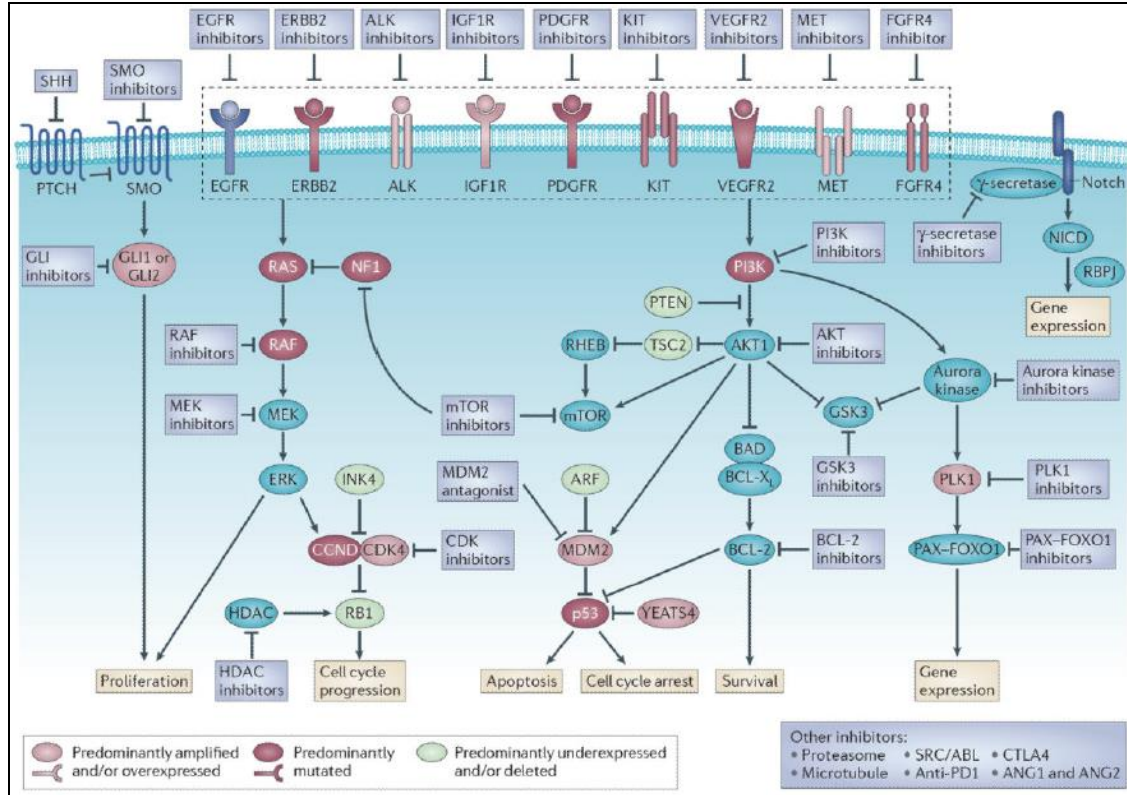 EGFR
inhibitors
ERBB2
inhibitors
ALK
inhibitors
IGF1R
inhibitors
PDGFR
inhibitors
KIT
inhibitors
VEGFR2
inhibitors
MET
inhibitors
FGFR4
inhibitor
SHH
SMO
inhibitors
PTCH
SMO
EGFR
ERBB2
ALK
IGF1R
PDGFR
KIT
VEGFR2
MET
FGFR4
γ-secretase
Notch
GLI
inhibitors
GLI1 or
GLI2
RAS
NF1
PI3K
PI3K
inhibitors
γ-secretase
inhibitors
NICD
RBPJ
Gene
expression
PTEN
RAF
inhibitors
RAF
RHEB
TSC2
AKT1
AKT
inhibitors
Aurora
kinase
Aurora kinase
inhibitors
MEK
inhibitors
MEK
mTOR
inhibitors
mTOR
GSK3
BAD
BCL-XL
GSK3
inhibitors
ERK
INK4
MDM2
antagonist
ARF
PLK1
PLK1
inhibitors
CCND
CDK4
CDK
inhibitors
MDM2
BCL-2
BCL-2
inhibitors
PAX–FOXO1
PAX–FOXO1
inhibitors
HDAC
RB1
p53
YEATS4
Proliferation
HDAC
inhibitors
Cell cycle
progression
Apoptosis
Cell cycle arrest
Survival
Gene
expression
Predominantly amplified
and/or overexpressed
Predominantly
mutated
Predominantly underexpressed
and/or deleted
Other inhibitors:
• Proteasome • SRC/ABL • CTLA4
• Microtubule • Anti-PD1 • ANG1 and ANG2